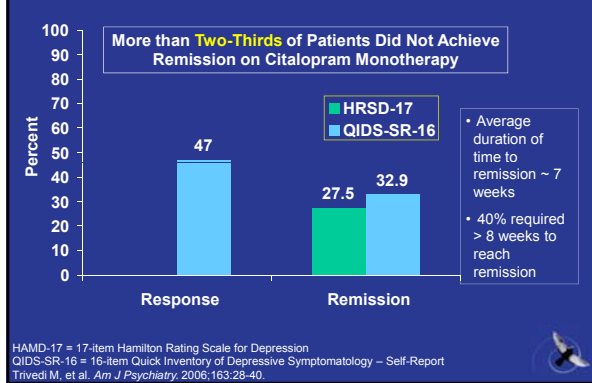 More than Two-Thirds of Patients Did Not Achieve
Remission on Citalopram Monotherapy
100
90
80
70
60
50
40
30
20
10
0
Percent
HRSD-17
QIDS-SR-16
47
27.5
32.9
Response
Remission
• Average
duration of
time to
remission ~ 7
weeks
• 40% required
> 8 weeks to
reach
remission
HAMD-17 = 17-item Hamilton Rating Scale for Depression
QIDS-SR-16 = 16-item Quick Inventory of Depressive Symptomatology – Self-Report
Trivedi M, et al. Am J Psychiatry. 2006;163:28-40.